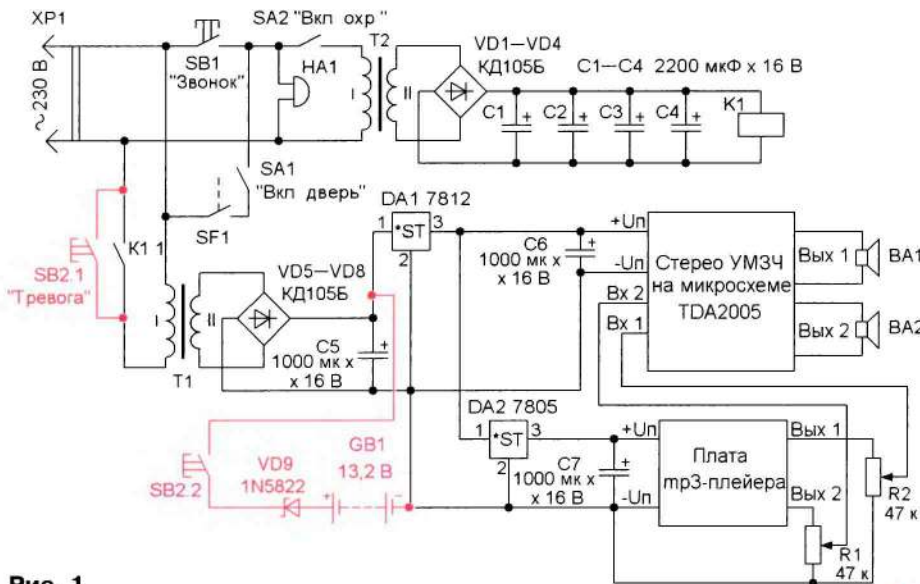 XP1
~ 230 В
SB1
"Звонок"
SA2 "Вкл охр "
HA1
T2
I
II
VD1—VD4
КД105Б
C1—C4 2200 мкФ x 16 В
C1
+
C2
+
C3
+
C4
+
K1
SA1
"Вкл дверь"
SF1
K1 1
SB2.1
"Тревога"
I
II
T1
VD5—VD8
КД105Б
C5
1000 мк x
x 16 В
+
DA1 7812
1
*ST
3
2
C6
1000 мк x
x 16 В
+
+Uп
-Uп
Вх 2
Вх 1
Стерео УМЗЧ
на микросхеме
TDA2005
Вых 1
Вых 2
BA1
BA2
SB2.2
VD9
1N5822
GB1
13,2 В
+
-
DA2 7805
1
*ST
3
2
C7
1000 мк x
x 16 В
+
+Uп
-Uп
Плата
mp3-плейера
Вых 1
Вых 2
R2
47 к
R1
47 к
Рис. 1